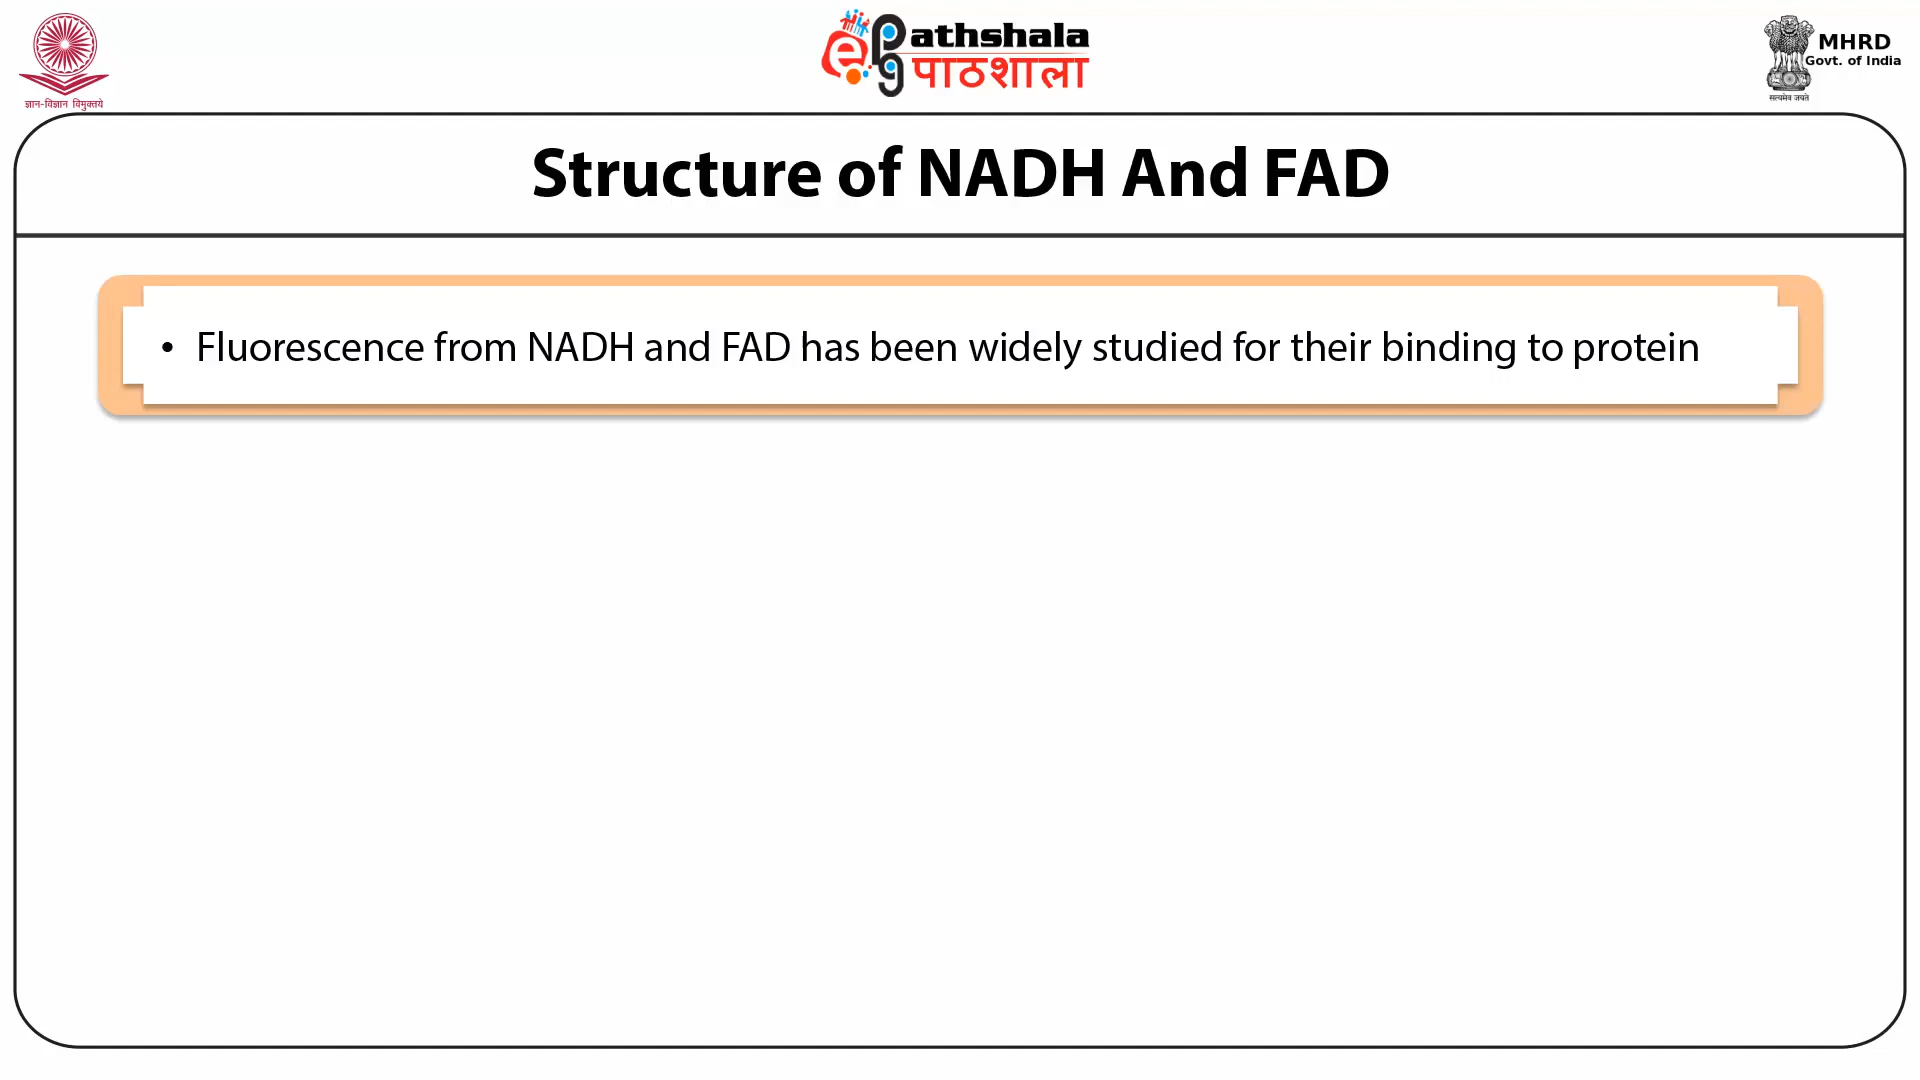 ज्ञान-विज्ञान विमुक्तये
ePathshala
पाठशाला
MHRD
Govt. of India
सत्यमेव जयते
Structure of NADH And FAD
• Fluorescence from NADH and FAD has been widely studied for their binding to protein